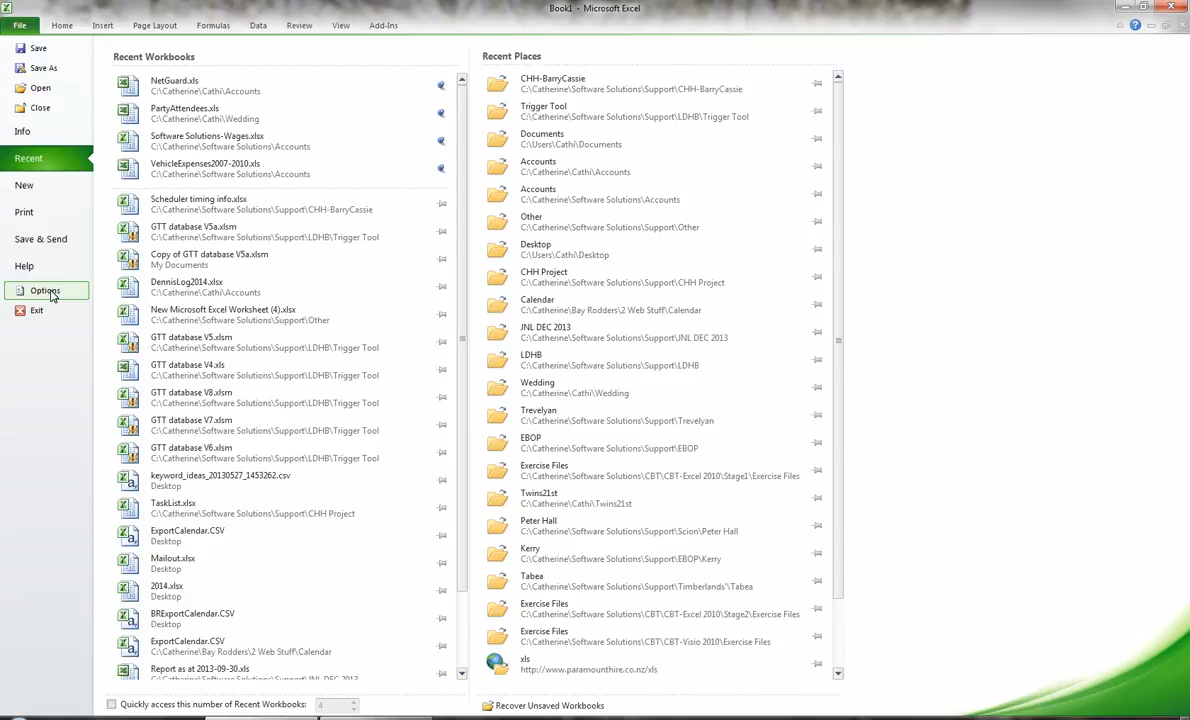 Book1 - Microsoft Excel
File
Home
Insert
Page Layout
Formulas
Data
Review
View
Add-Ins
Save
Save As
Open
Close
Info
Recent
New
Print
Save & Send
Help
Options
Exit
Recent Workbooks
NetGuard.xls
C:\Catherine\Cathi\Accounts
PartyAttendees.xls
C:\Catherine\Cathy\Wedding
Software Solutions-Wages.xlsx
C:\Catherine\Software Solutions\Accounts
VehicleExpenses2007-2010.xls
C:\Catherine\Software Solutions\Accounts
Scheduler timing info.xlsx
C:\Catherine\Software Solutions\Support\CHH-BarryCassie
GTT database V5a.xlsm
C:\Catherine\Software Solutions\Support\LDHB\Trigger Tool
Copy of GTT database V5a.xlsm
My Documents
DennisLog2014.xlsx
C:\Catherine\Cathi\Accounts
New Microsoft Excel Worksheet (4).xlsx
C:\Catherine\Software Solutions\Support\Other
GTT database V5.xlsm
C:\Catherine\Software Solutions\Support\LDHB\Trigger Tool
GTT database V4.xls
C:\Catherine\Software Solutions\Support\LDHB\Trigger Tool
GTT database V8.xlsm
C:\Catherine\Software Solutions\Support\LDHB\Trigger Tool
GTT database V7.xlsm
C:\Catherine\Software Solutions\Support\LDHB\Trigger Tool
GTT database V6.xlsm
C:\Catherine\Software Solutions\Support\LDHB\Trigger Tool
keyword_ideas_20130527_1453262.csv
Desktop
TaskList.xlsx
C:\Catherine\Software Solutions\Support\CHH Project
ExportCalendar.CSV
Desktop
Mailout.xlsx
Desktop
2014.xlsx
Desktop
BRExportCalendar.CSV
Desktop
ExportCalendar.CSV
C:\Catherine\Bay Rodders\2 Web Stuff\Calendar
Report as at 2013-09-30.xls
C:\Catherine\Software Solutions\Support\JNL DEC 2013
Quickly access this number of Recent Workbooks: 4
Recent Places
CHH-BarryCassie
C:\Catherine\Software Solutions\Support\CHH-BarryCassie
Trigger Tool
C:\Catherine\Software Solutions\Support\LDHB\Trigger Tool
Documents
C:\Users\Cathi\Documents
Accounts
C:\Catherine\Cathi\Accounts
Accounts
C:\Catherine\Software Solutions\Accounts
Other
C:\Catherine\Software Solutions\Support\Other
Desktop
C:\Users\Cathi\Desktop
CHH Project
C:\Catherine\Software Solutions\Support\CHH Project
Calendar
C:\Catherine\Bay Rodders\2 Web Stuff\Calendar
JNL DEC 2013
C:\Catherine\Software Solutions\Support\JNL DEC 2013
LDHB
C:\Catherine\Software Solutions\Support\LDHB
Wedding
C:\Catherine\Cathi\Wedding
Trevelyan
C:\Catherine\Software Solutions\Support\Trevelyan
EBOP
C:\Catherine\Software Solutions\Support\EBOP
Exercise Files
C:\Catherine\Software Solutions\CBT\CBT-Excel 2010\Stage1\Exercise Files
Twins21st
C:\Catherine\Cathi\Twins21st
Peter Hall
C:\Catherine\Software Solutions\Support\Scion\Peter Hall
Kerry
C:\Catherine\Software Solutions\Support\EBOP\Kerry
Tabea
C:\Catherine\Software Solutions\Support\Timberlands'\Tabea
Exercise Files
C:\Catherine\Software Solutions\CBT\CBT-Excel 2010\Stage2\Exercise Files
Exercise Files
C:\Catherine\Software Solutions\CBT\CBT-Visio 2010\Exercise Files
xls
http://www.paramounthire.co.nz/xls
Recover Unsaved Workbooks